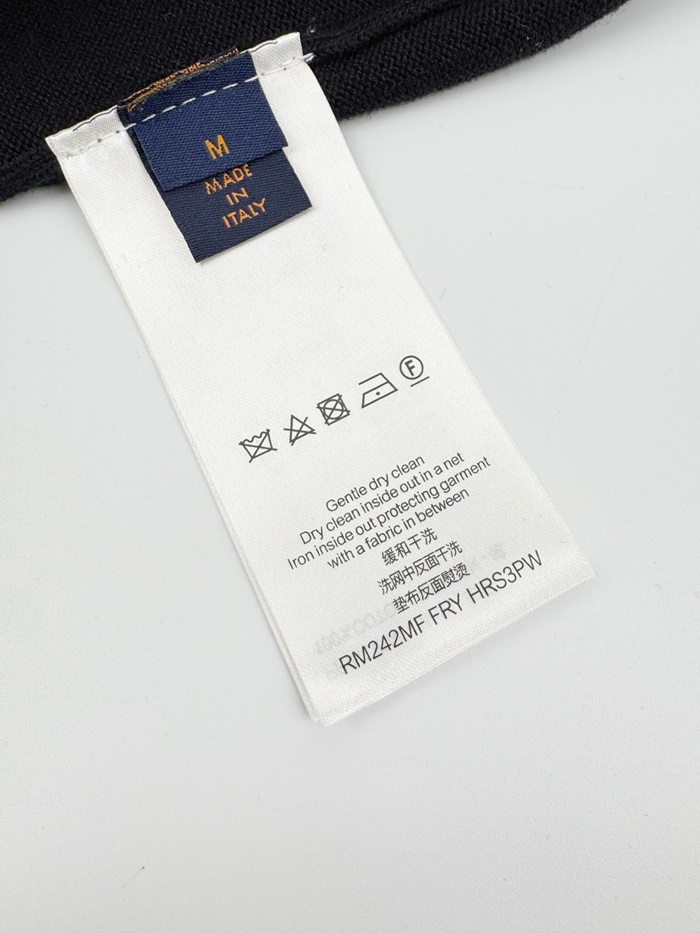 M
MADE
IN
ITALY
F
Gentle dry clean
Dry clean inside out in a net
Iron inside out protecting garment
with a fabric in between
缓和干洗
洗网中反面干洗
垫布反面熨烫
RM242MF FRY HRS3PW